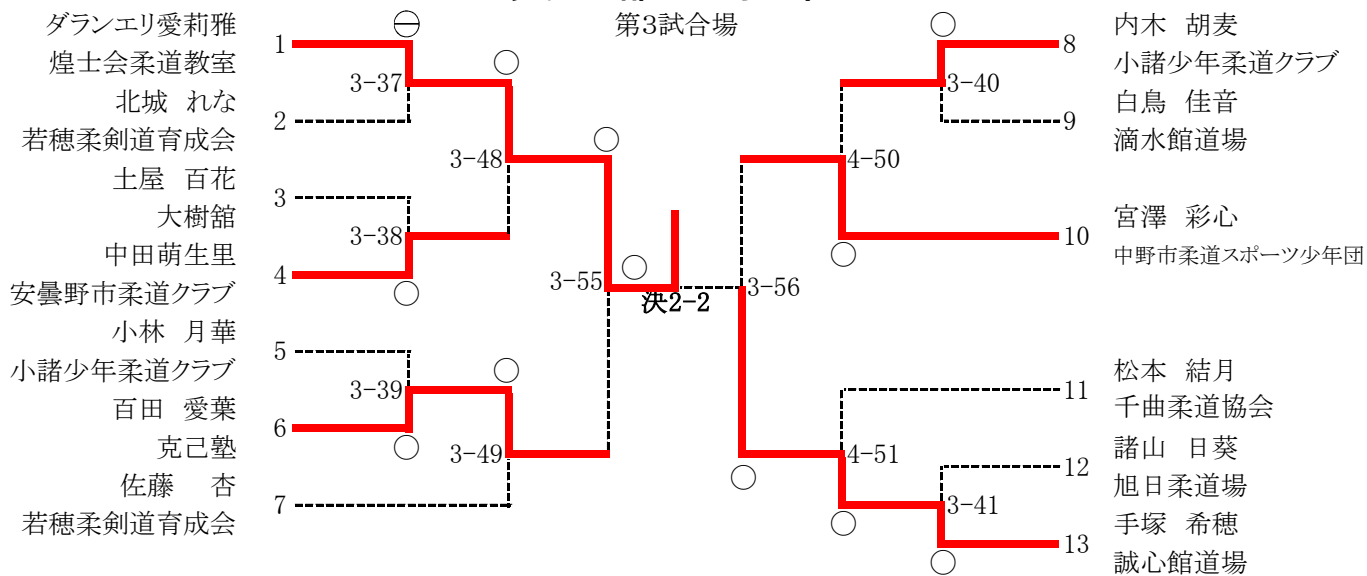 第3試合場
ダランエリ愛莉雅
1
煌士会柔道教室
3-37
北城 れな
2
若穂柔剣道育成会
3-48
土屋 百花
3
大樹舘
3-38
中田萌生里
4
安曇野市柔道クラブ
3-55
小林 月華
5
小諸少年柔道クラブ
3-39
百田 愛葉
6
克己塾
3-49
佐藤 杏
7
若穂柔剣道育成会
決2-2
内木 胡麦
8
小諸少年柔道クラブ
3-40
白鳥 佳音
9
滴水館道場
4-50
宮澤 彩心
10
中野市柔道スポーツ少年団
3-56
松本 結月
11
千曲柔道協会
4-51
諸山 日葵
12
旭日柔道場
3-41
手塚 希穂
13
誠心館道場